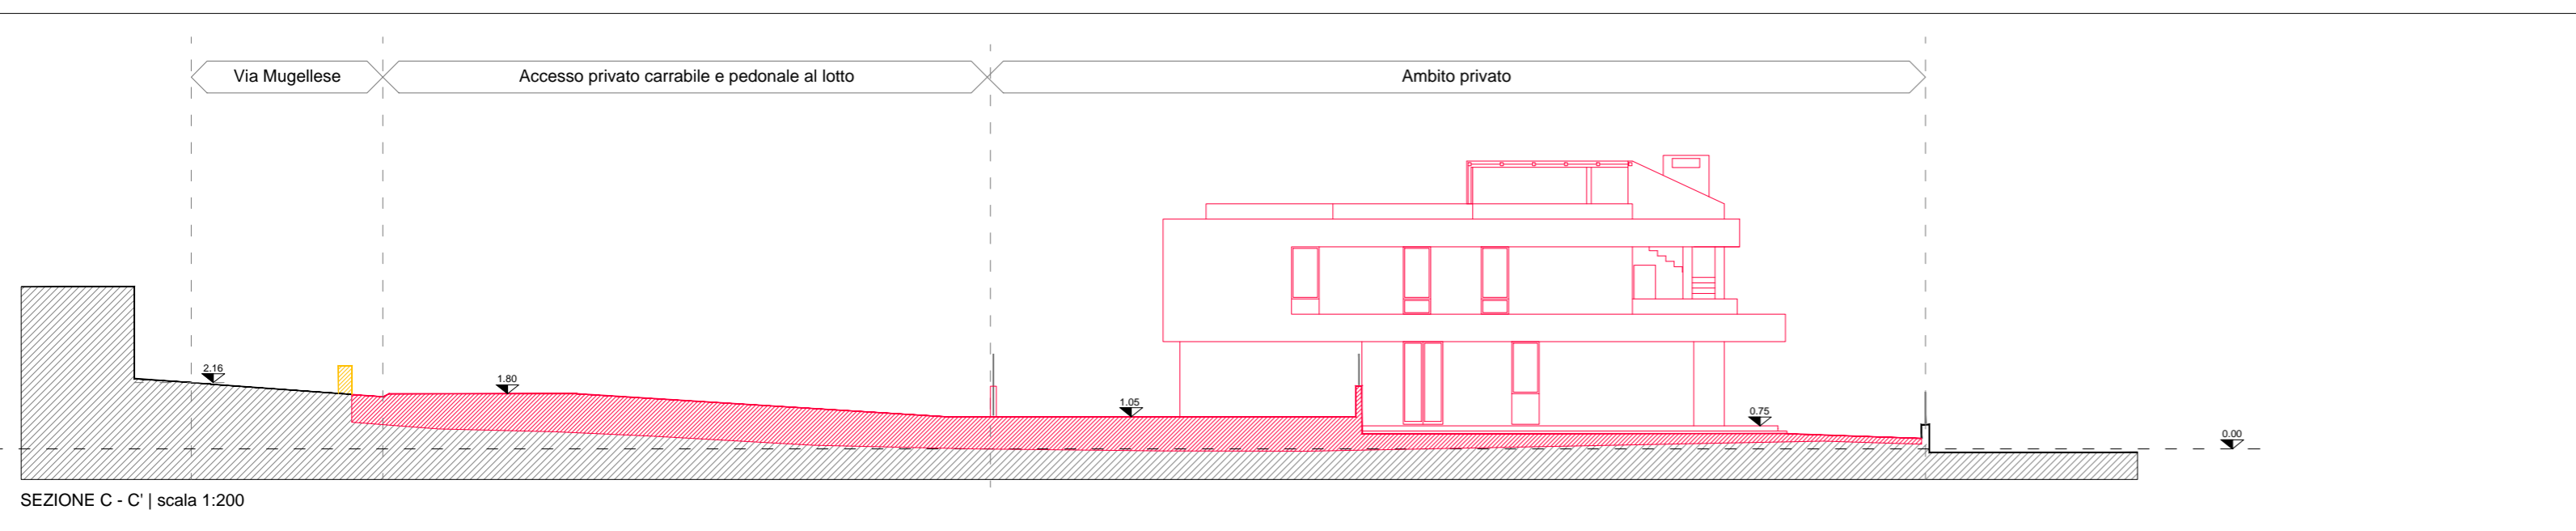 Via Mugellese
Accesso privato carrabile e pedonale al lotto
Ambito privato
2.16
1.80
1.05
0.75
0.00
SEZIONE C - C' | scala 1:200